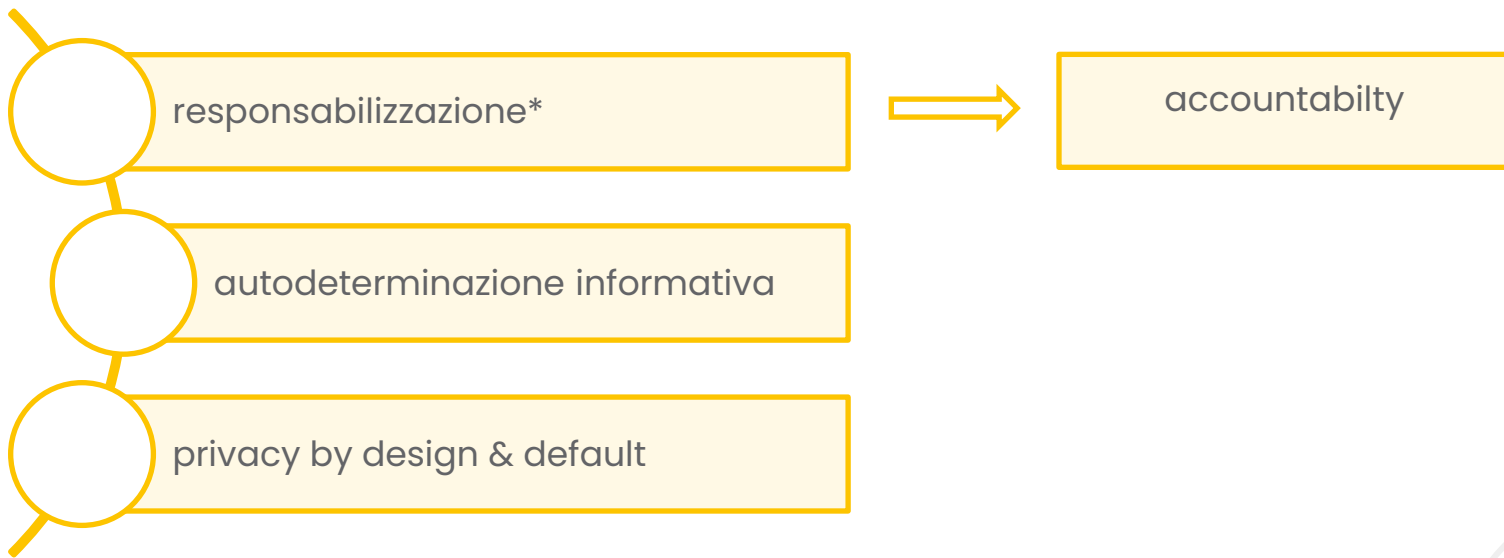 responsabilizzazione*
accountabilty
autodeterminazione informativa
privacy by design & default